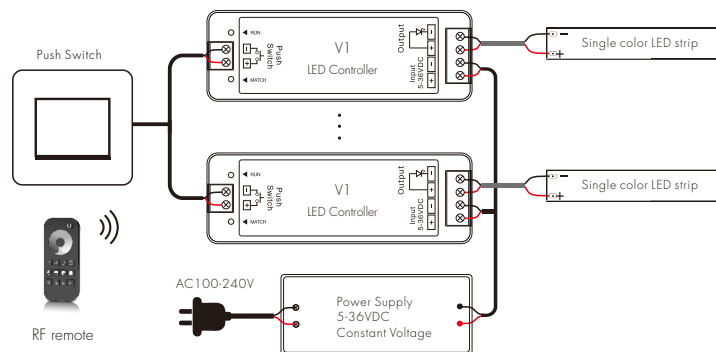 Push Switch
RUN
Push
Switch
MATCH
V1
LED Controller
Output
Input
5-36VDC
Single color LED strip
RUN
Push
Switch
MATCH
V1
LED Controller
Output
Input
5-36VDC
Single color LED strip
RF remote
AC100-240V
Power Supply
5-36VDC
Constant Voltage